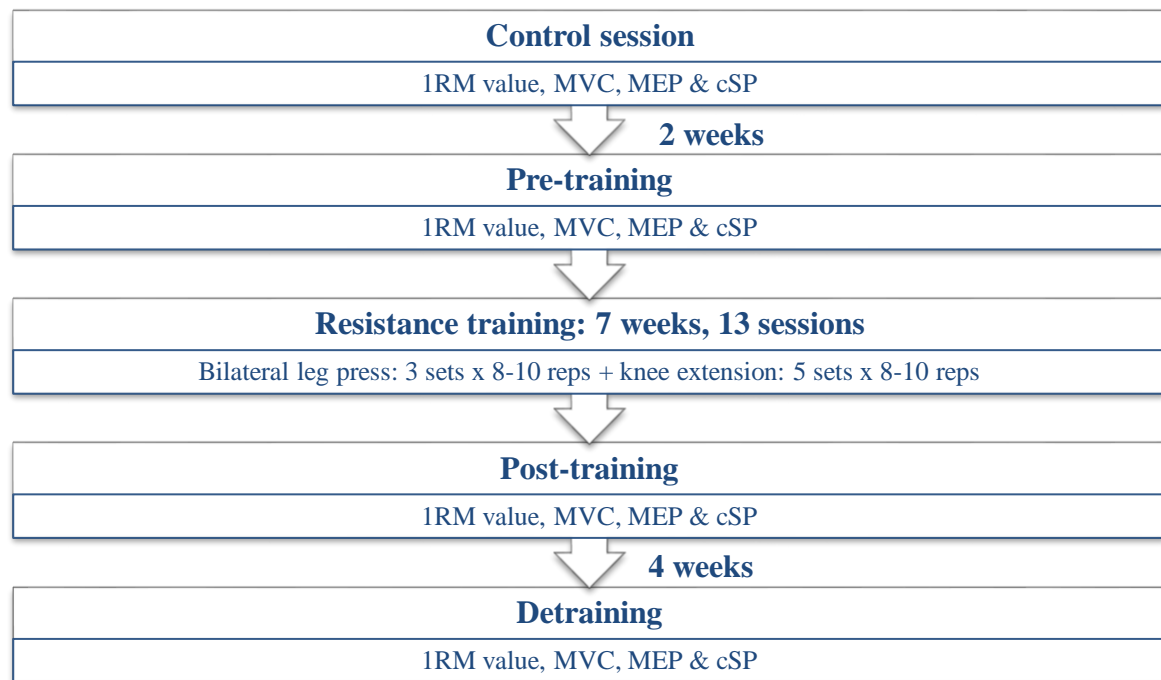 Control session
1RM value, MVC, MEP & cSP
2 weeks
Pre-training
1RM value, MVC, MEP & cSP
Resistance training: 7 weeks, 13 sessions
Bilateral leg press: 3 sets x 8-10 reps + knee extension: 5 sets x 8-10 reps
Post-training
1RM value, MVC, MEP & cSP
4 weeks
Detraining
1RM value, MVC, MEP & cSP